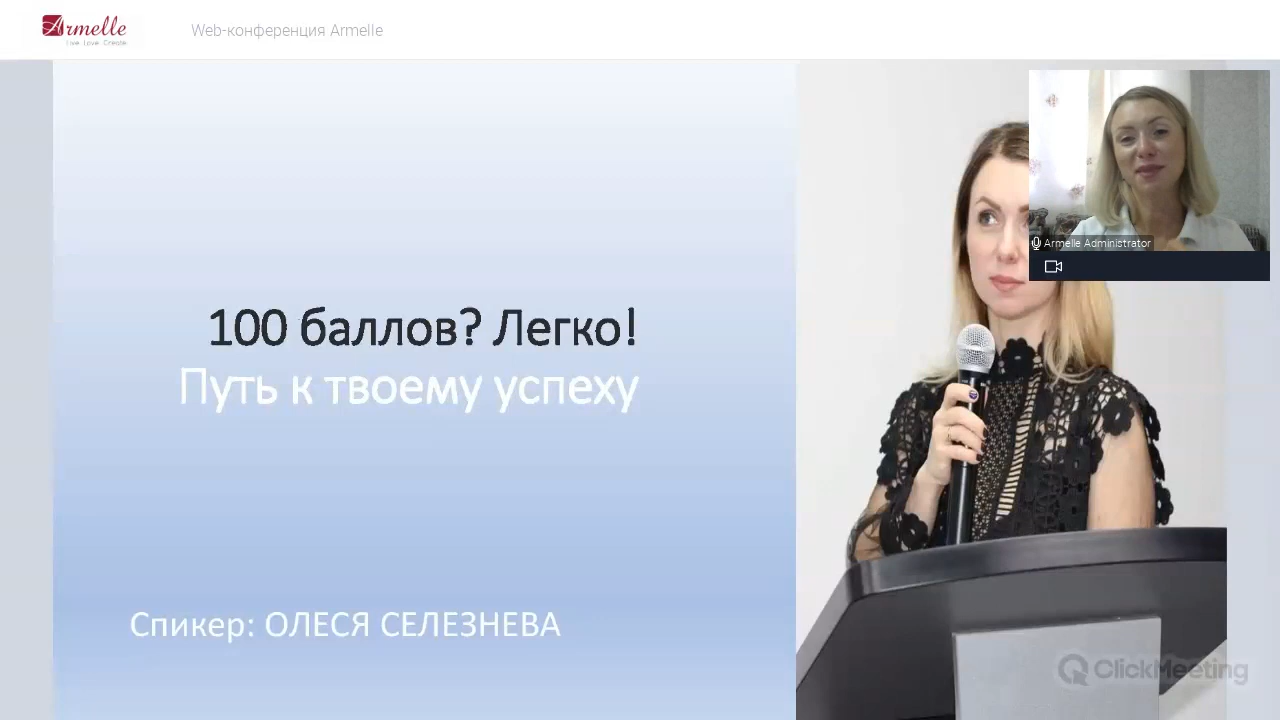 Armelle
Live. Love. Create.
Web-конференция Armelle
Armelle Administrator
100 баллов? Легко!
Путь к твоему успеху
Спикер: ОЛЕСЯ СЕЛЕЗНЕВА
ClickMeeting